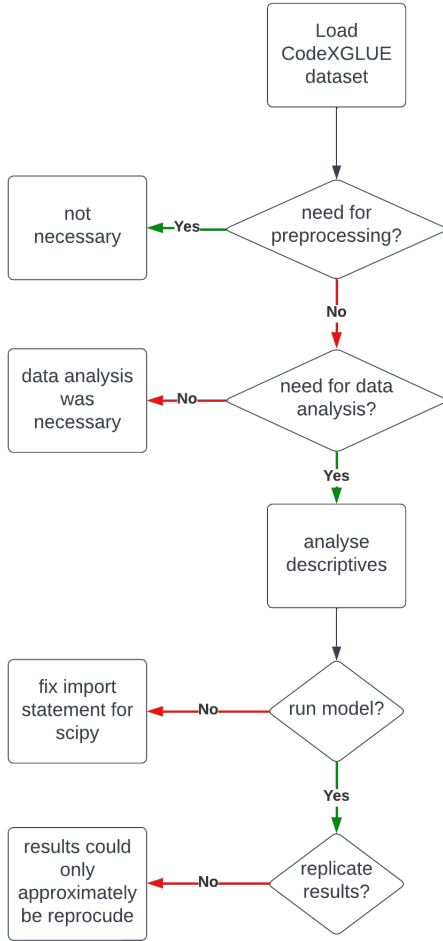 Load
CodeXGLUE
dataset
need for
preprocessing?
Yes
not
necessary
No
need for data
analysis?
No
data analysis
was
necessary
Yes
analyse
descriptives
run model?
No
fix import
statement for
scipy
Yes
replicate
results?
No
results could
only
approximately
be reprocude